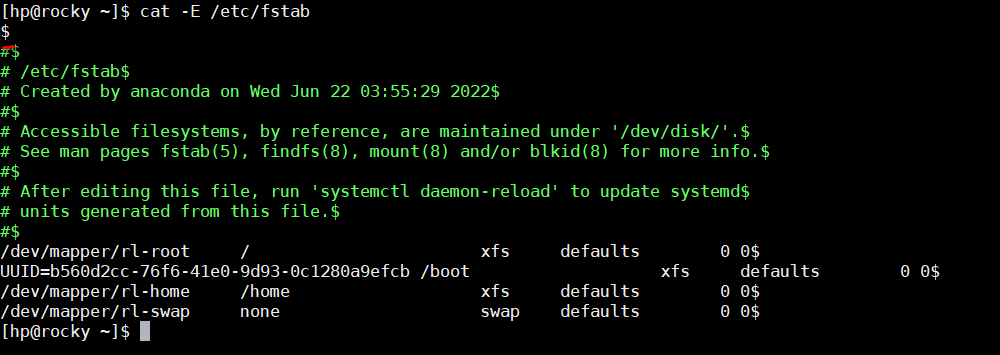 [hp@rocky ~]$ cat -E /etc/fstab
$
#$
# /etc/fstab$
# Created by anaconda on Wed Jun 22 03:55:29 2022$
#$
# Accessible filesystems, by reference, are maintained under '/dev/disk/'.$
# See man pages fstab(5), findfs(8), mount(8) and/or blkid(8) for more info.$
#$
# After editing this file, run 'systemctl daemon-reload' to update systemd$
# units generated from this file.$
#$
/dev/mapper/rl-root     /                       xfs     defaults        0 0$
UUID=b560d2cc-76f6-41e0-9d93-0c1280a9efcb /boot                   xfs     defaults        0 0$
/dev/mapper/rl-home     /home                   xfs     defaults        0 0$
/dev/mapper/rl-swap     none                    swap    defaults        0 0$
[hp@rocky ~]$